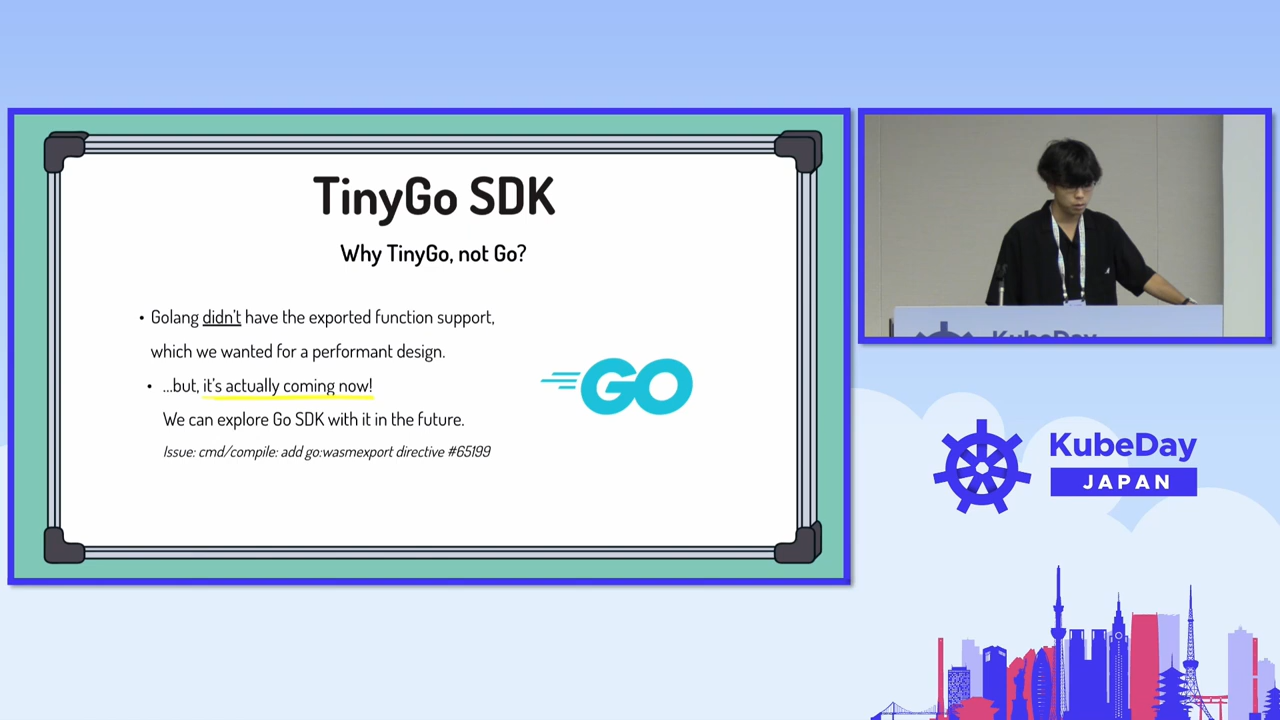 TinyGo SDK
Why TinyGo, not Go?
• Golang didn't have the exported function support,
which we wanted for a performant design.
• ...but, it's actually coming now!
We can explore Go SDK with it in the future.
Issue: cmd/compile: add go:wasmexport directive #65199
GO
KubeDay
KubeDay
JAPAN